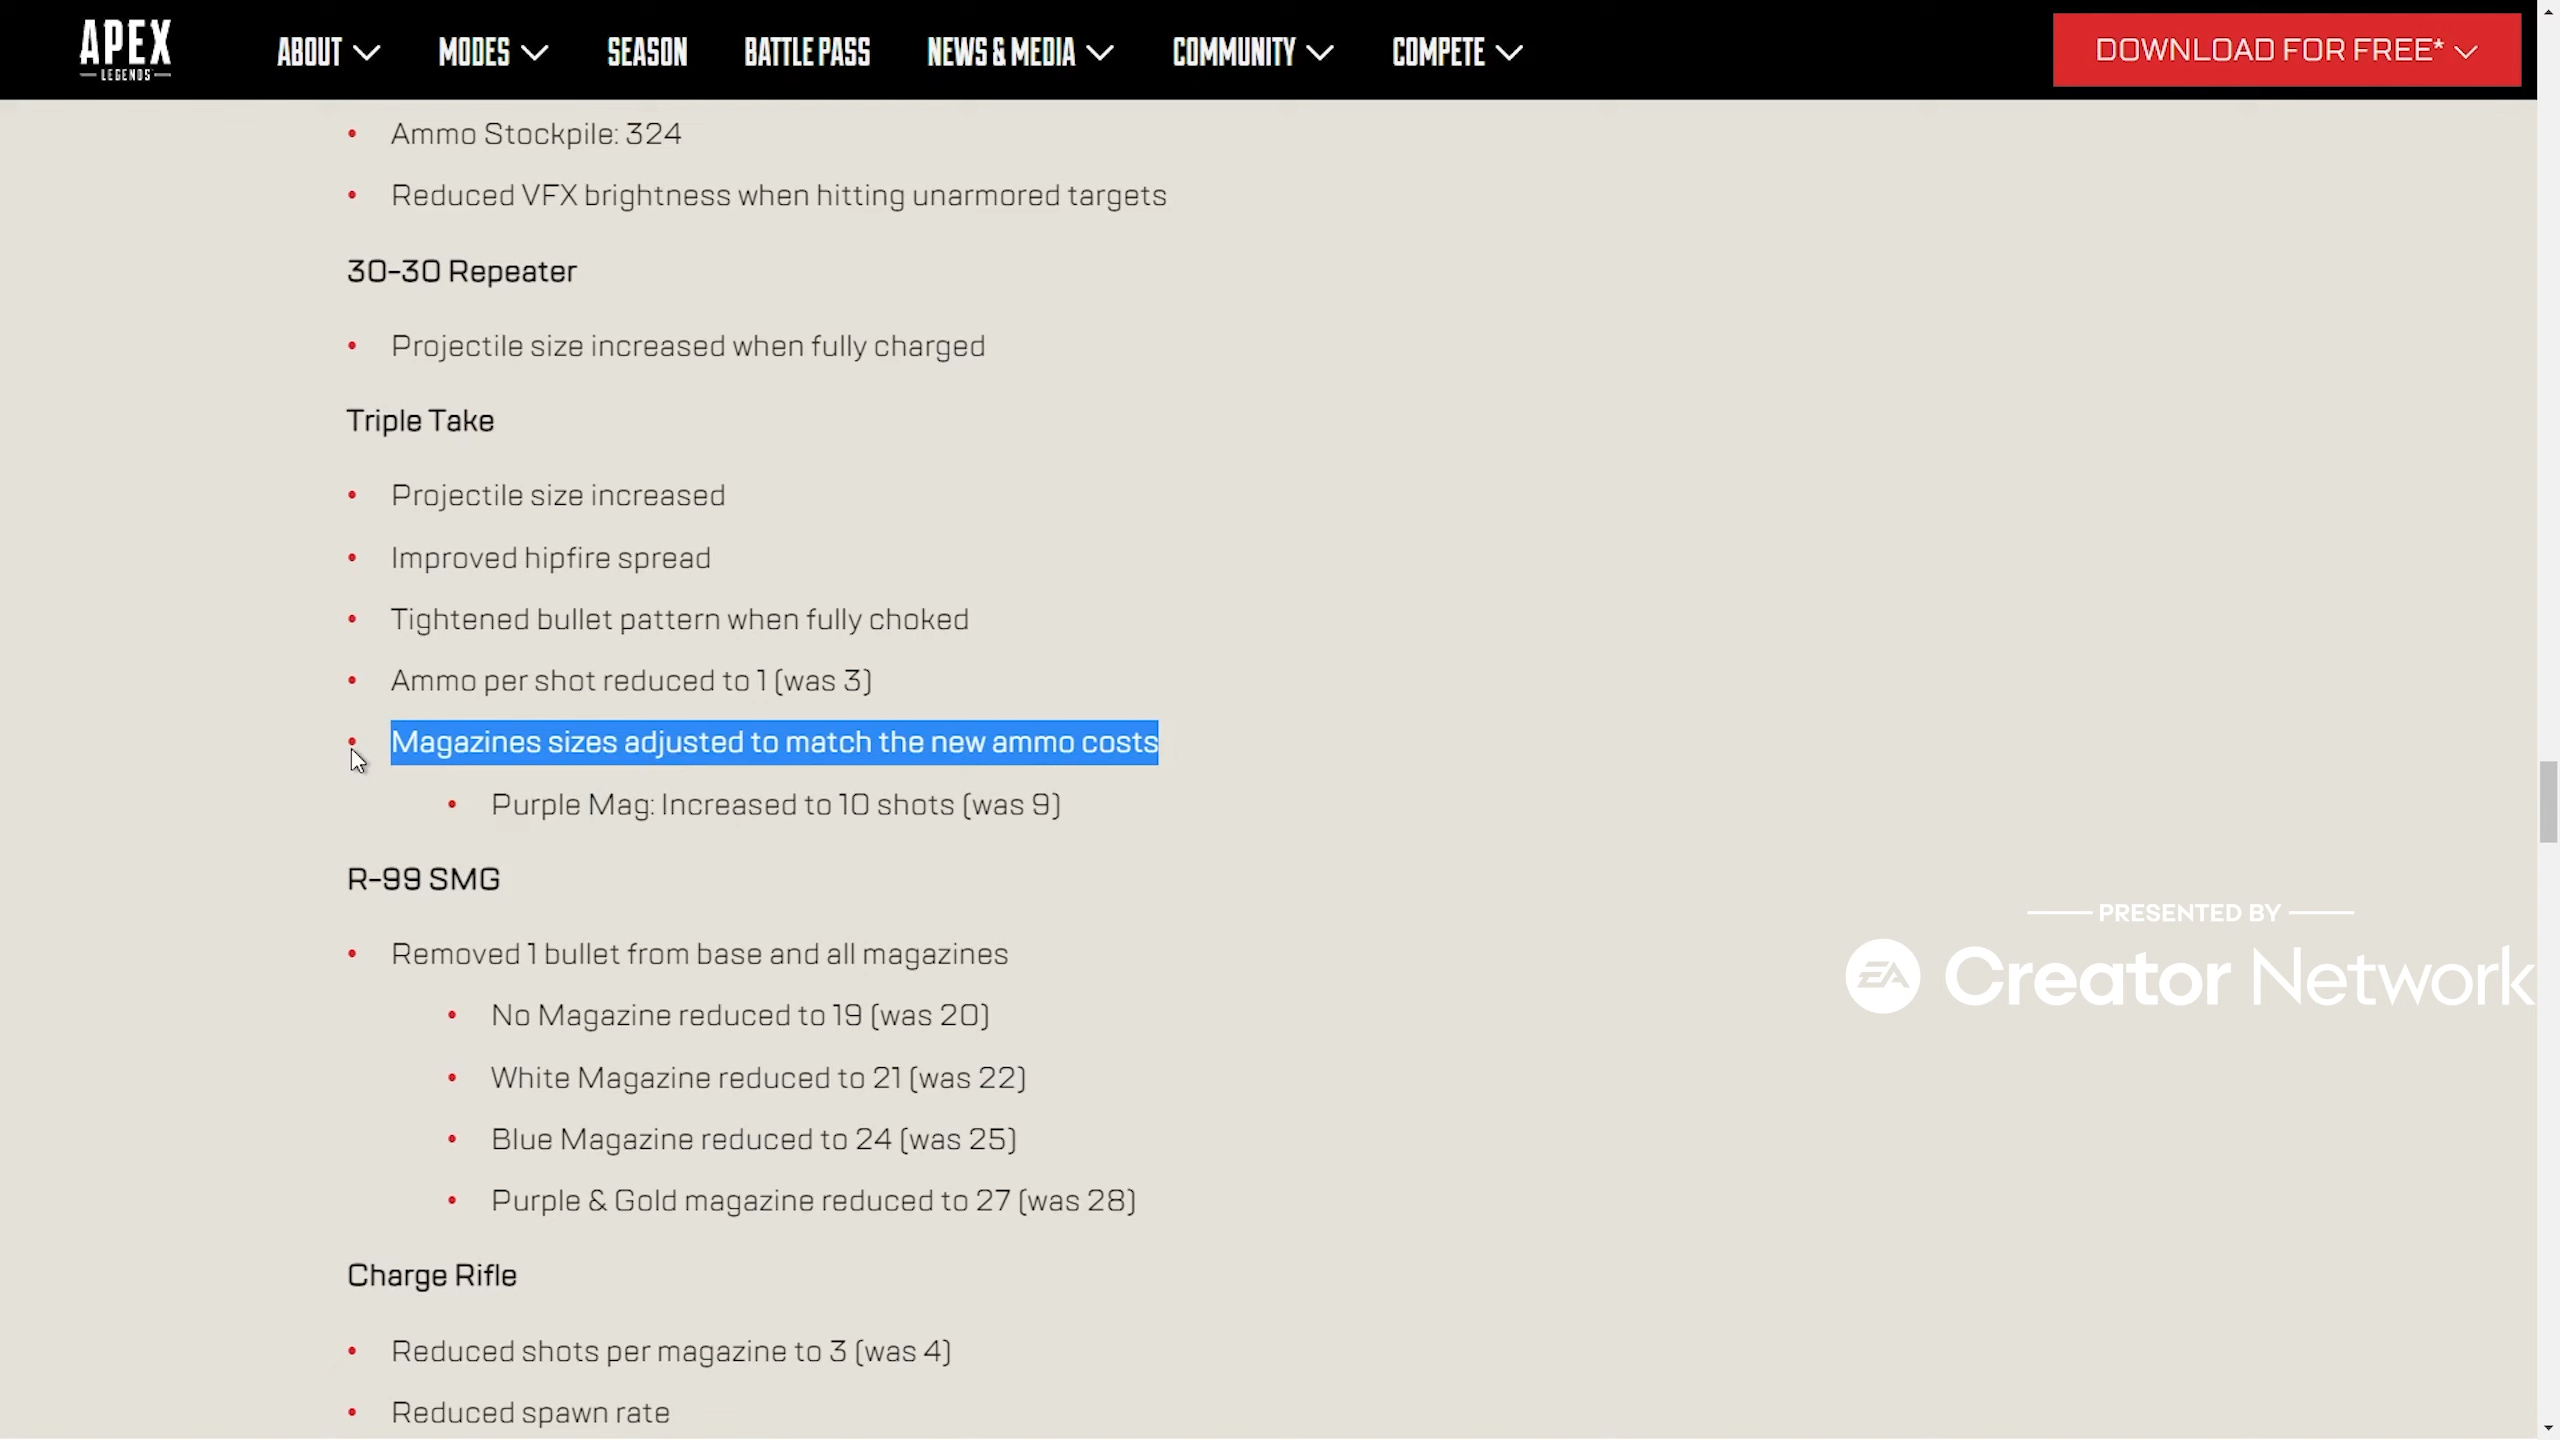 APEX
LEGENDS
ABOUT
MODES
SEASON
BATTLE PASS
NEWS & MEDIA
COMMUNITY
COMPETE
DOWNLOAD FOR FREE*
• Ammo Stockpile: 324
• Reduced VFX brightness when hitting unarmored targets
30-30 Repeater
• Projectile size increased when fully charged
Triple Take
• Projectile size increased
• Improved hipfire spread
• Tightened bullet pattern when fully choked
• Ammo per shot reduced to 1 (was 3)
• Magazines sizes adjusted to match the new ammo costs
• Purple Mag: Increased to 10 shots (was 9)
R-99 SMG
• Removed 1 bullet from base and all magazines
• No Magazine reduced to 19 (was 20)
• White Magazine reduced to 21 (was 22)
• Blue Magazine reduced to 24 (was 25)
• Purple & Gold magazine reduced to 27 (was 28)
Charge Rifle
• Reduced shots per magazine to 3 (was 4)
• Reduced spawn rate
PRESENTED BY
EA Creator Network